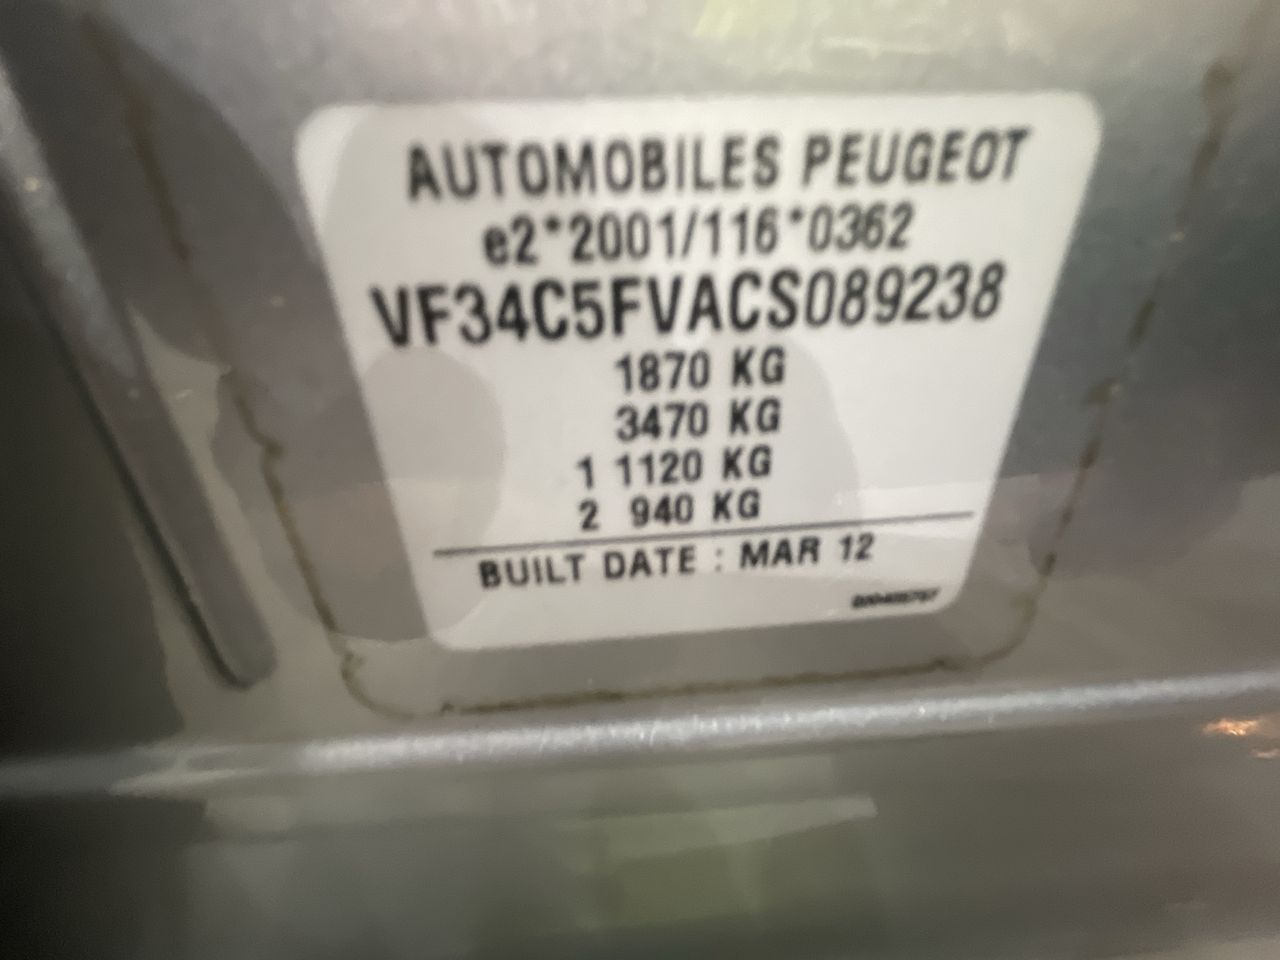 AUTOMOBILES PEUGEOT
e2*2001/116*0362
VF34C5FVACS089238
1870 KG
3470 KG
1 1120 KG
2 940 KG
BUILT DATE : MAR 12